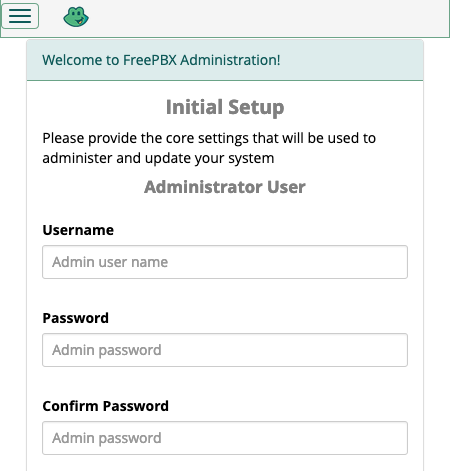 Welcome to FreePBX Administration!
Initial Setup
Please provide the core settings that will be used to
administer and update your system
Administrator User
Username
Admin user name
Password
Admin password
Confirm Password
Admin password